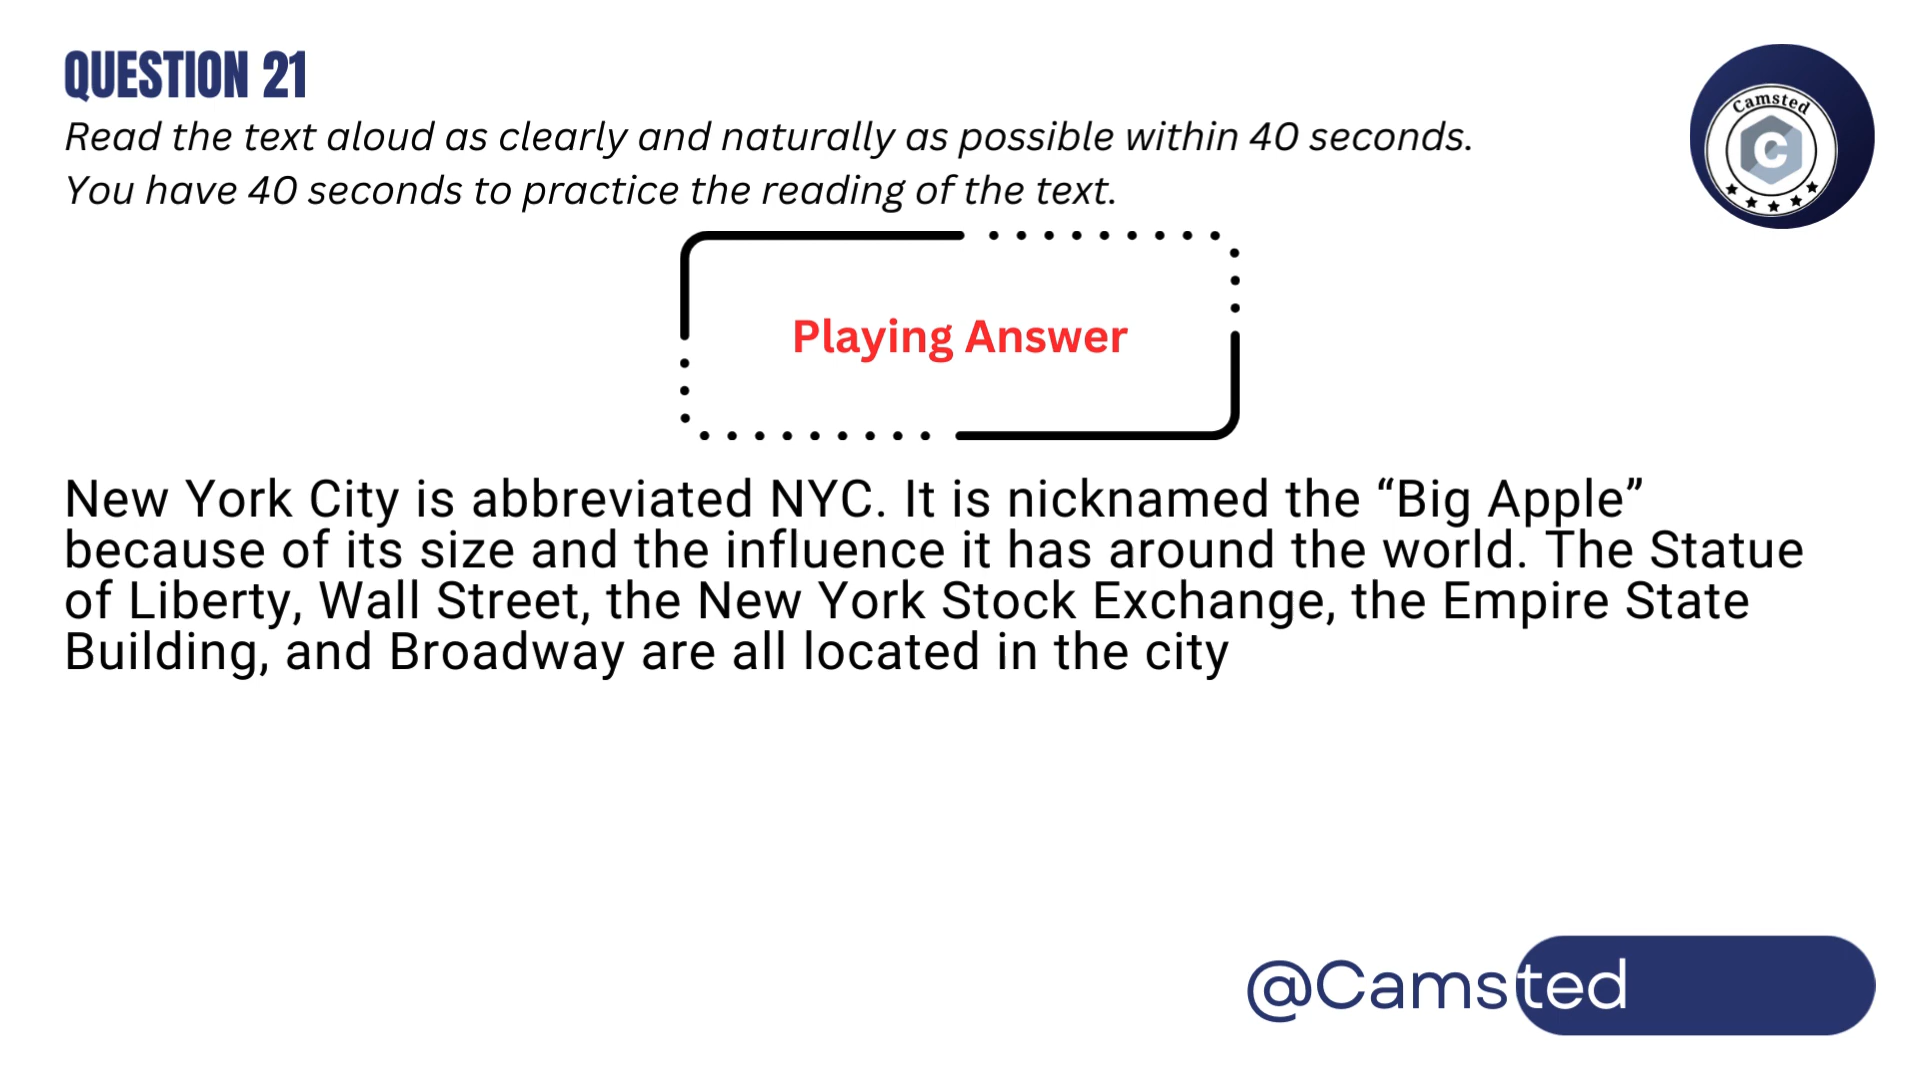 QUESTION 21
Read the text aloud as clearly and naturally as possible within 40 seconds.
You have 40 seconds to practice the reading of the text.
Camsted
C
Playing Answer
New York City is abbreviated NYC. It is nicknamed the “Big Apple”
because of its size and the influence it has around the world. The Statue
of Liberty, Wall Street, the New York Stock Exchange, the Empire State
Building, and Broadway are all located in the city
@Camsted